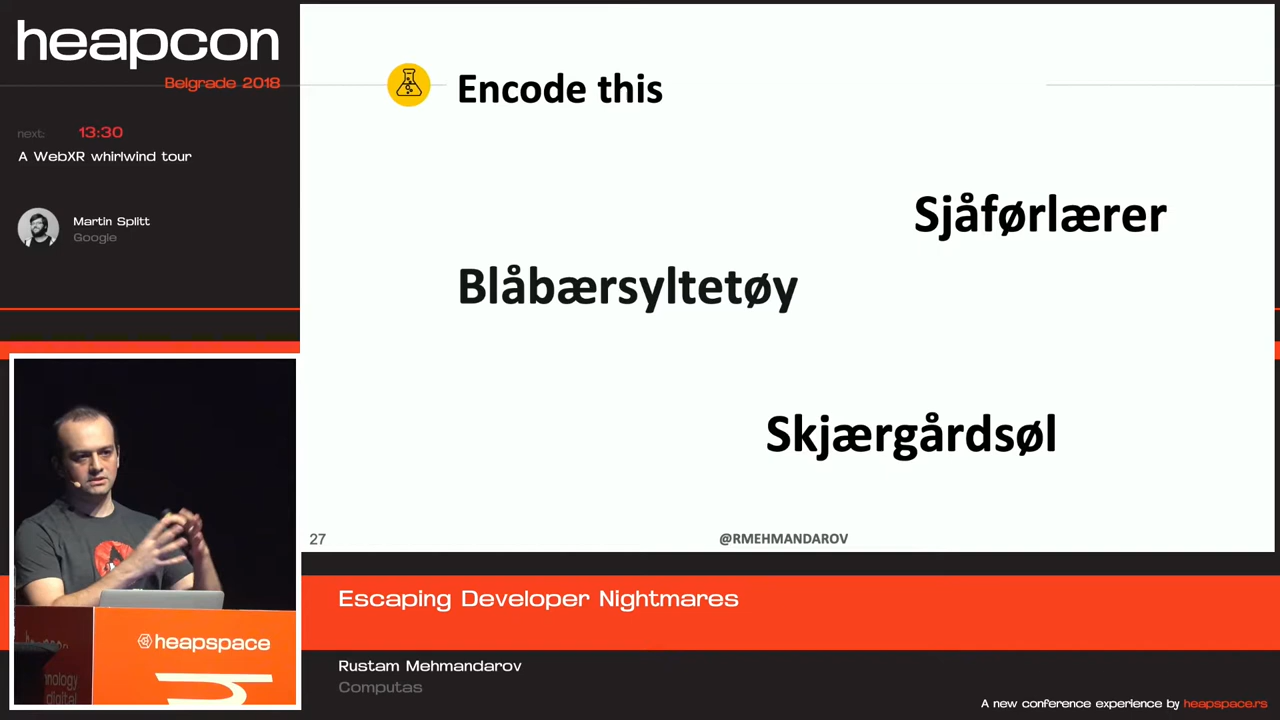 heapcon
Belgrade 2018
next: 13:30
A WebXR whirlwind tour
Martin Splitt
Google
Encode this
Sjåførlærer
Blåbærsyltetøy
Skjærgårdsøl
27
@RMEHMANDAROV
heapspace
Escaping Developer Nightmares
Rustam Mehmandarov
Computas
A new conference experience by heapspace.rs